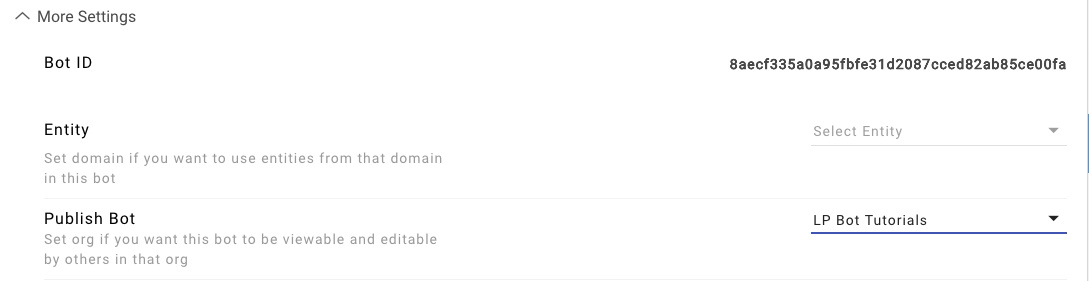 More Settings
Bot ID
8aecf335a0a95fbfe31d2087cced82ab85ce00fa
Entity
Select Entity
Set domain if you want to use entities from that domain
in this bot
Publish Bot
LP Bot Tutorials
Set org if you want this bot to be viewable and editable
by others in that org